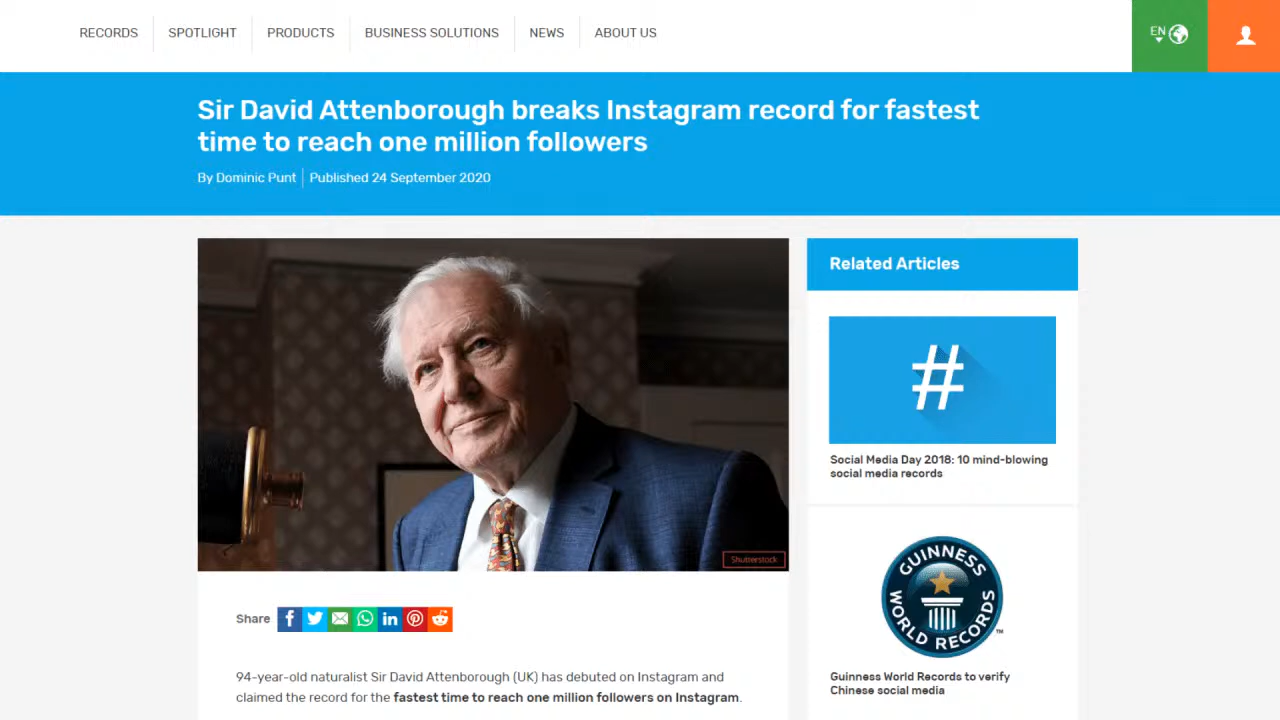 RECORDS
SPOTLIGHT
PRODUCTS
BUSINESS SOLUTIONS
NEWS
ABOUT US
EN
Sir David Attenborough breaks Instagram record for fastest
time to reach one million followers
By Dominic Punt
Published 24 September 2020
Shutterstock
Share
94-year-old naturalist Sir David Attenborough (UK) has debuted on Instagram and
claimed the record for the fastest time to reach one million followers on Instagram.
Related Articles
#
Social Media Day 2018: 10 mind-blowing
social media records
GUINNESS
WORLD RECORDS
™
Guinness World Records to verify
Chinese social media